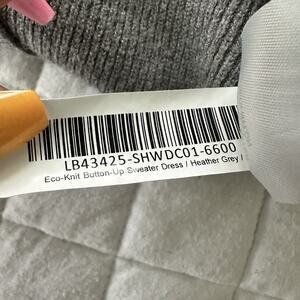 LB43425-SHWDC01-6600
Eco-Knit Button-Up Sweater Dress / Heather Grey /